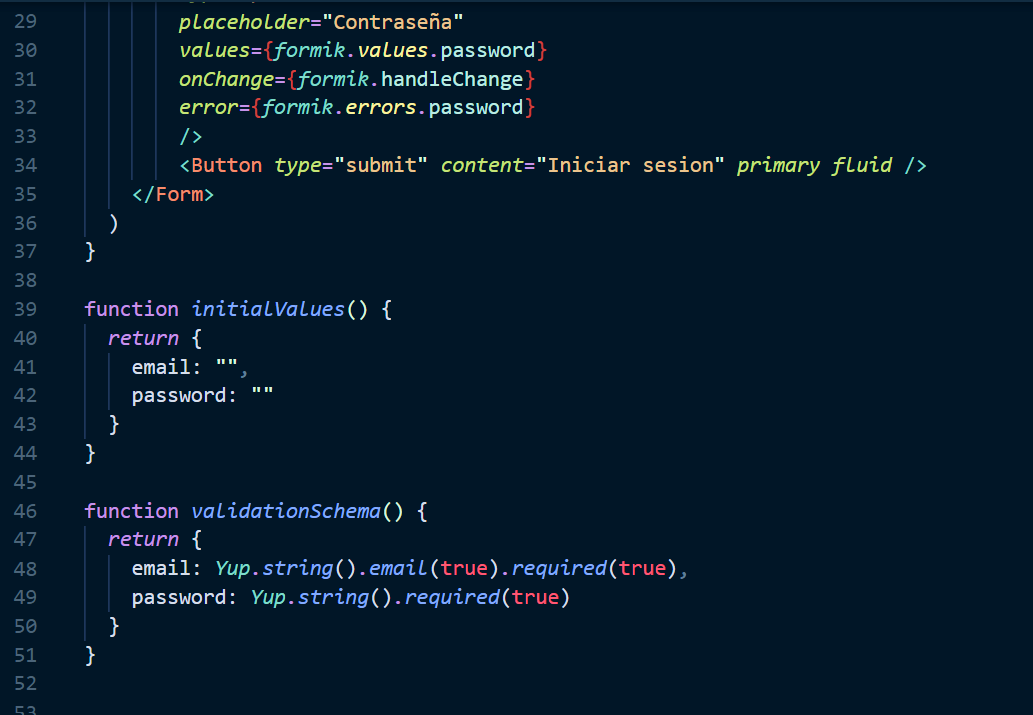 29 placeholder="Contraseña"
30 values={formik.values.password}
31 onChange={formik.handleChange}
32 error={formik.errors.password}
33 />
34 <Button type="submit" content="Iniciar sesion" primary fluid />
35 </Form>
36 )
37 }
38
39 function initialValues() {
40 return {
41 email: "",
42 password: ""
43 }
44 }
45
46 function validationSchema() {
47 return {
48 email: Yup.string().email(true).required(true),
49 password: Yup.string().required(true)
50 }
51 }
52
53